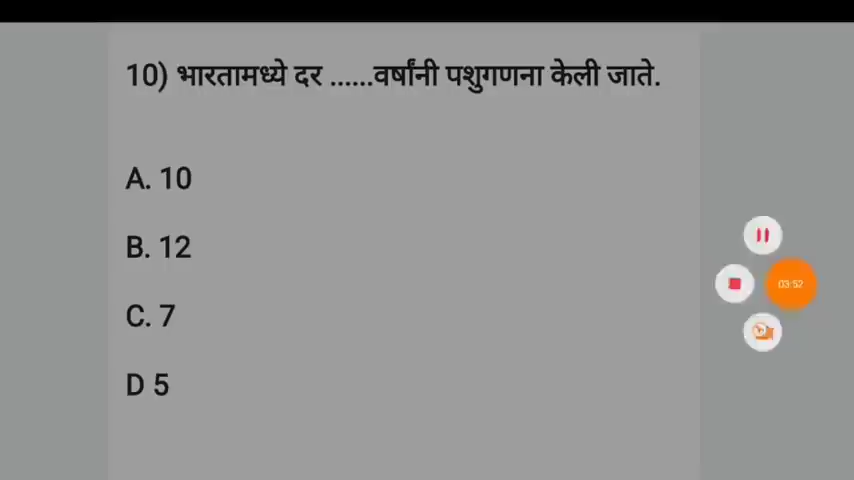 10) भारतामध्ये दर ......वर्षांनी पशुगणना केली जाते.
A. 10
B. 12
C. 7
D 5
03:52